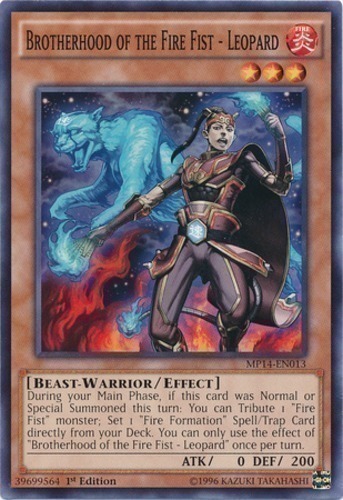 BROTHERHOOD OF THE FIRE FIST - LEOPARD
FIRE
炎
MP14-EN013
[BEAST-WARRIOR/EFFECT]
During your Main Phase, if this card was Normal or
Special Summoned this turn: You can Tribute 1 "Fire
Fist" monster; Set 1 "Fire Formation" Spell/Trap Card
directly from your Deck. You can only use the effect of
"Brotherhood of the Fire Fist - Leopard" once per turn.
ATK/ 0 DEF/ 200
39699564 1st Edition ©1996 KAZUKI TAKAHASHI